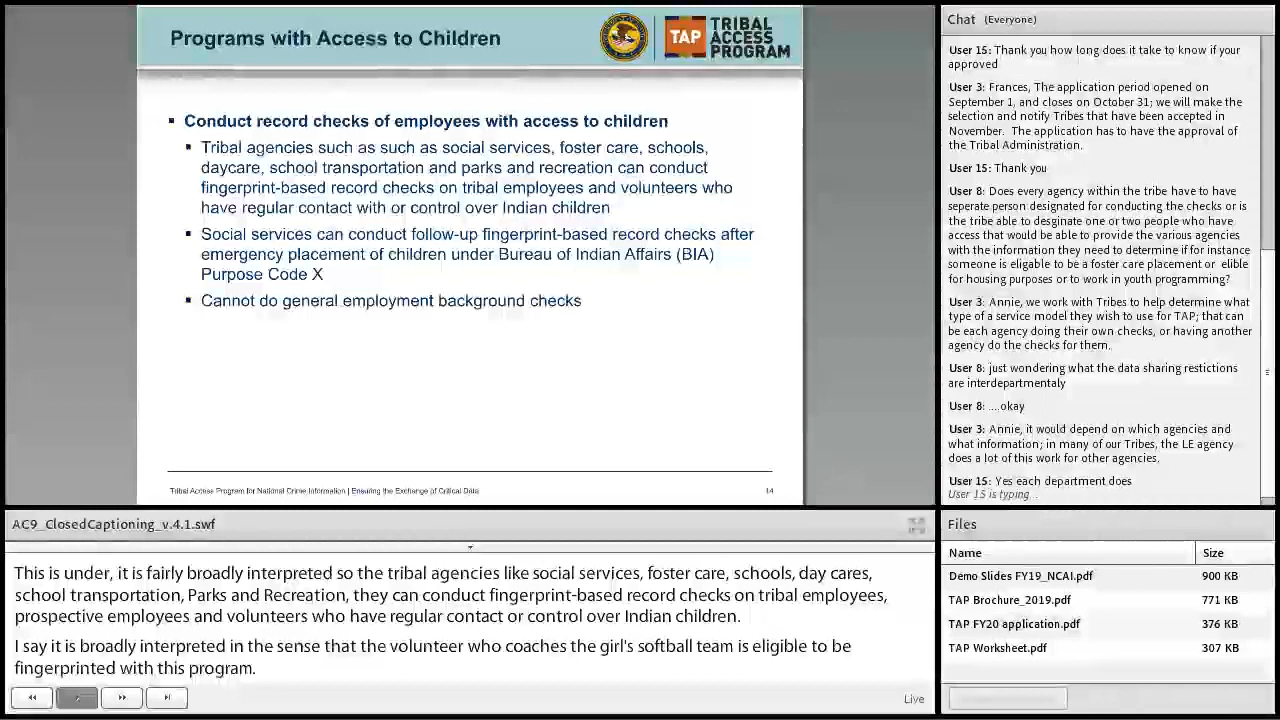 Programs with Access to Children
TAP
TRIBAL
ACCESS
PROGRAM
Conduct record checks of employees with access to children
Tribal agencies such as such as social services, foster care, schools,
daycare, school transportation and parks and recreation can conduct
fingerprint-based record checks on tribal employees and volunteers who
have regular contact with or control over Indian children
Social services can conduct follow-up fingerprint-based record checks after
emergency placement of children under Bureau of Indian Affairs (BIA)
Purpose Code X
Cannot do general employment background checks
Tribal Access Program for National Crime Information | Ensuring the Exchange of Critical Data
14
Chat (Everyone)
User 15: Thank you how long does it take to know if your
approved
User 3: Frances, The application period opened on
September 1, and closes on October 31; we will make the
selection and notify Tribes that have been accepted in
November. The application has to have the approval of
the Tribal Administration.
User 15: Thank you
User 8: Does every agency within the tribe have to have
seperate person designated for conducting the checks or is
the tribe able to designate one or two people who have
access that would be able to provide the various agencies
with the information they need to determine if for instance
someone is eligible to be a foster care placement or elible
for housing purposes or to work in youth programming?
User 3: Annie, we work with Tribes to help determine what
type of a service model they wish to use for TAP; that can
be each agency doing their own checks, or having another
agency do the checks for them.
User 8: just wondering what the data sharing restictions
are interdepartmentaly
User 8: ....okay
User 3: Annie, it would depend on which agencies and
what information; in many of our Tribes, the LE agency
does a lot of this work for other agencies.
User 15: Yes each department does
User 15 is typing...
AC9_ClosedCaptioning_v.4.1.swf
This is under, it is fairly broadly interpreted so the tribal agencies like social services, foster care, schools, day cares,
school transportation, Parks and Recreation, they can conduct fingerprint-based record checks on tribal employees,
prospective employees and volunteers who have regular contact or control over Indian children.
I say it is broadly interpreted in the sense that the volunteer who coaches the girl's softball team is eligible to be
fingerprinted with this program.
Live
Files
Name Size
Demo Slides FY19_NCAI.pdf 900 KB
TAP Brochure_2019.pdf 771 KB
TAP FY20 application.pdf 376 KB
TAP Worksheet.pdf 307 KB